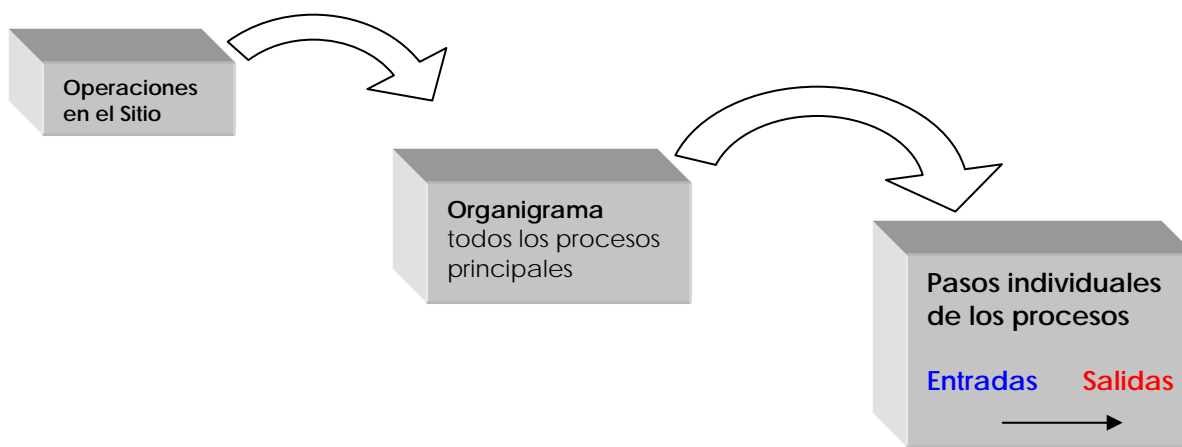 Operaciones
en el Sitio
Organigrama
todos los procesos
principales
Pasos individuales
de los procesos
Entradas Salidas